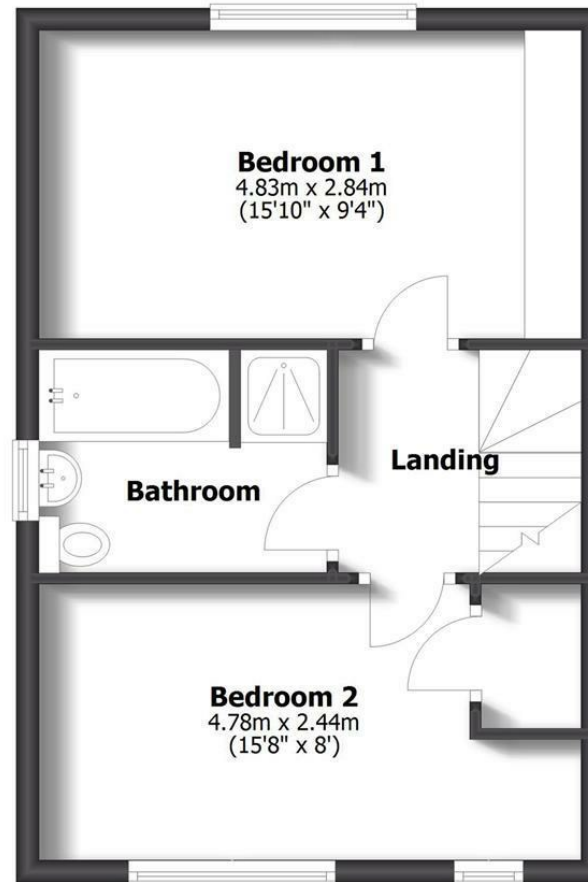 Bedroom 1
4.83m x 2.84m
(15'10" x 9'4")
Landing
Bathroom
Bedroom 2
4.78m x 2.44m
(15'8" x 8')